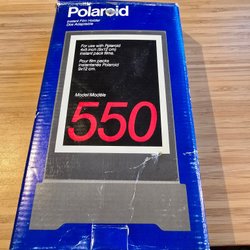 Polaroid
Instant Film Holder
Dos Adaptable
For use with Polaroid
4x5 inch (9x12 cm)
instant pack films.
Pour film packs
instantanés Polaroid
9x12 cm.
Model/Modèle
550